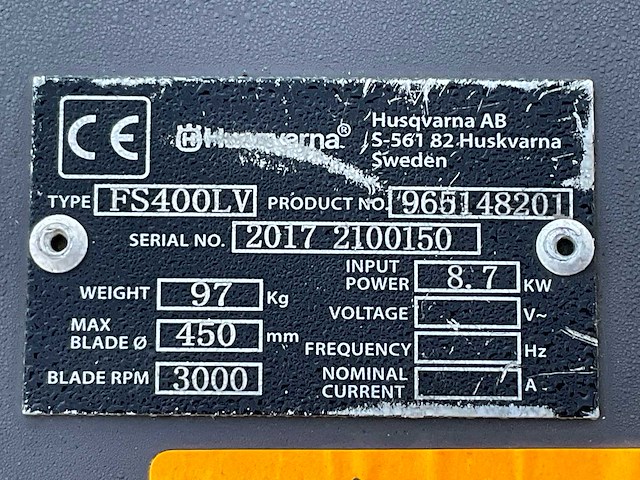 CE
Husqvarna®
Husqvarna AB
S-561 82 Huskvarna
Sweden
TYPE FS400LV PRODUCT NO. 965148201
SERIAL NO. 2017 2100150
WEIGHT 97 Kg
MAX BLADE Ø 450 mm
BLADE RPM 3000
INPUT POWER 8.7 KW
VOLTAGE V~
FREQUENCY Hz
NOMINAL CURRENT A